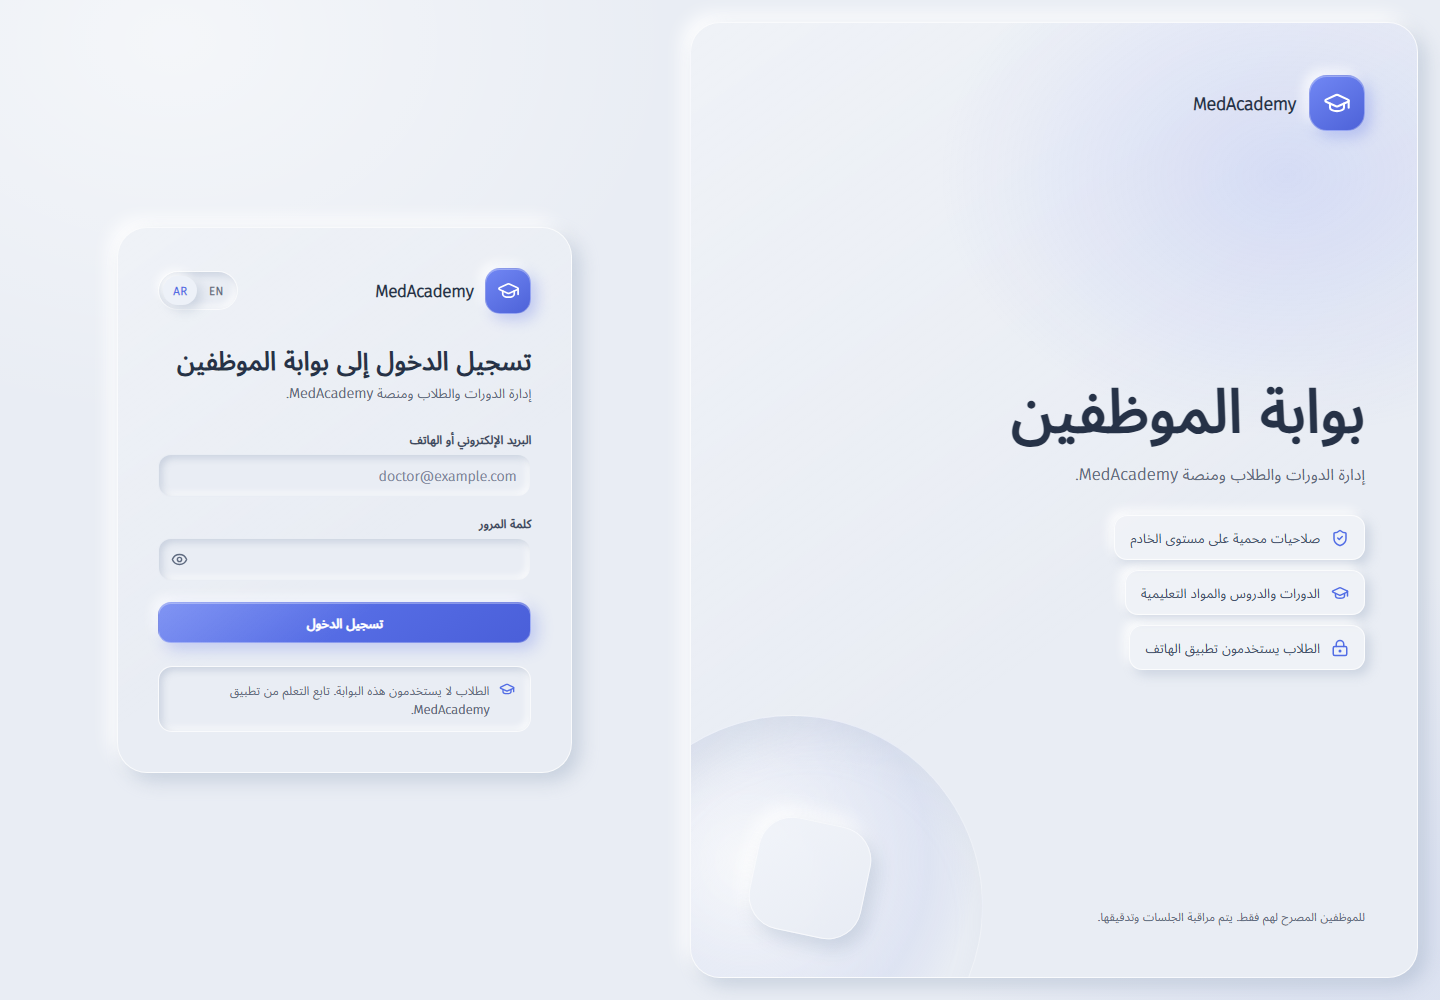 MedAcademy
بوابة الموظفين
إدارة الدورات والطلاب ومنصة MedAcademy.
صلاحيات محمية على مستوى الخادم
الدورات والدروس والمواد التعليمية
الطلاب يستخدمون تطبيق الهاتف
للموظفين المصرح لهم فقط. يتم مراقبة الجلسات وتدقيقها.
MedAcademy
EN
AR
تسجيل الدخول إلى بوابة الموظفين
إدارة الدورات والطلاب ومنصة MedAcademy.
البريد الإلكتروني أو الهاتف
doctor@example.com
كلمة المرور
تسجيل الدخول
الطلاب لا يستخدمون هذه البوابة. تابع التعلم من تطبيق
MedAcademy.